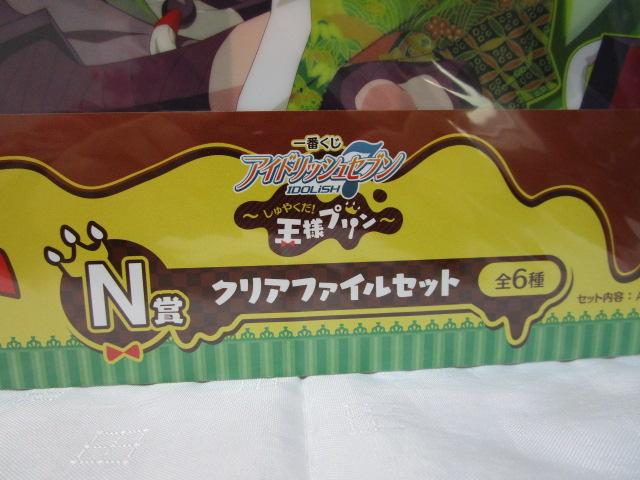 一番くじ
アイドリッシュセブン
IDOLiSH7
～しゅやくだ!
王様プリン～
N賞 クリアファイルセット 全6種
セット内容:A